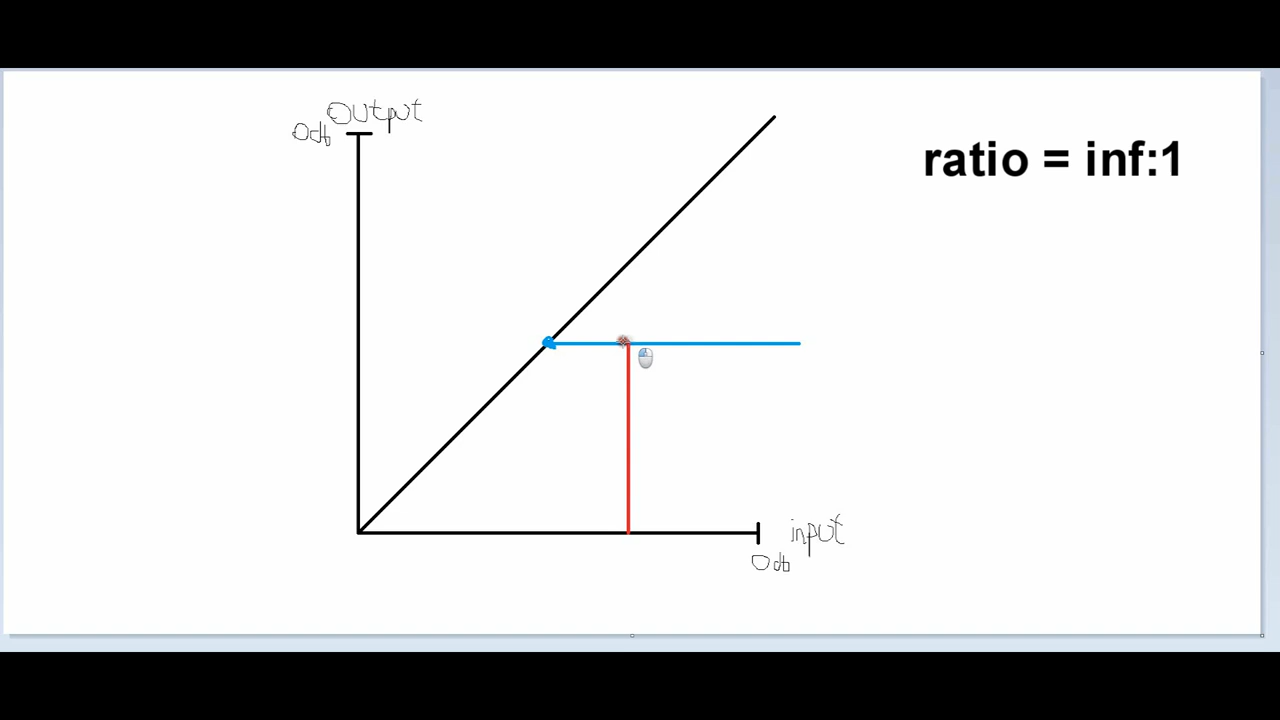 Output
0db
ratio = inf:1
input
0db